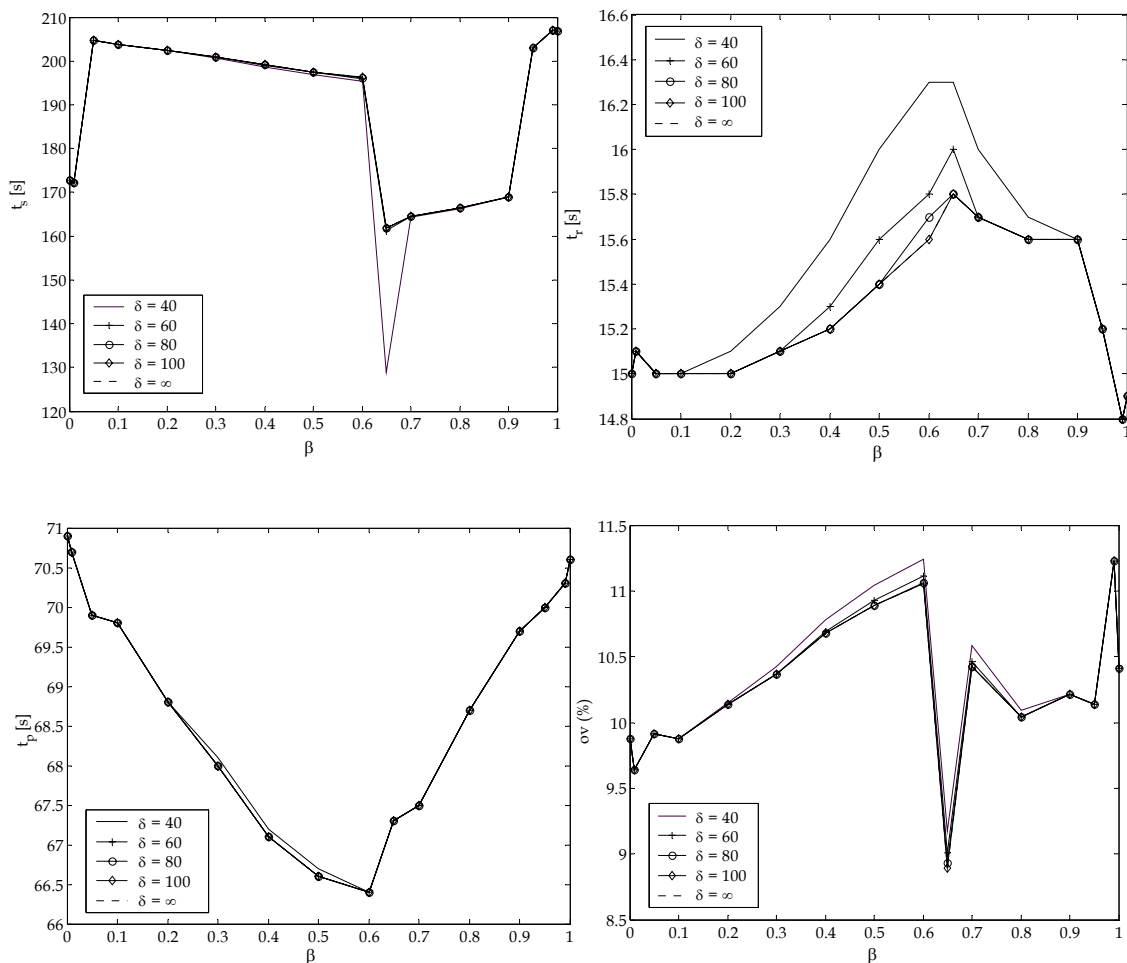 210
200
190
180
170
160
150
140
130
120
t_s [s]
δ = 40
δ = 60
δ = 80
δ = 100
δ = ∞
0 0.1 0.2 0.3 0.4 0.5 0.6 0.7 0.8 0.9 1
β
16.6
16.4
16.2
16
15.8
15.6
15.4
15.2
15
14.8
t_r [s]
δ = 40
δ = 60
δ = 80
δ = 100
δ = ∞
0 0.1 0.2 0.3 0.4 0.5 0.6 0.7 0.8 0.9 1
β
71
70.5
70
69.5
69
68.5
68
67.5
67
66.5
66
t_p [s]
δ = 40
δ = 60
δ = 80
δ = 100
δ = ∞
0 0.1 0.2 0.3 0.4 0.5 0.6 0.7 0.8 0.9 1
β
11.5
11
10.5
10
9.5
9
8.5
ov (%)
δ = 40
δ = 60
δ = 80
δ = 100
δ = ∞
0 0.1 0.2 0.3 0.4 0.5 0.6 0.7 0.8 0.9 1
β